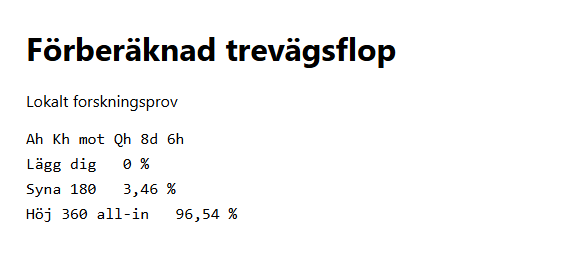 Förberäknad trevägsflop
Lokalt forskningsprov
Ah Kh mot Qh 8d 6h
Lägg dig   0 %
Syna 180   3,46 %
Höj 360 all-in   96,54 %